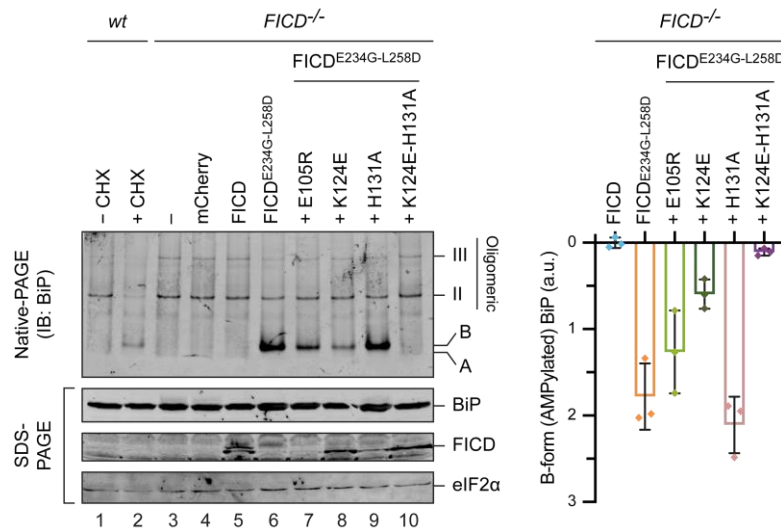 wt
FICD-/-
FICDE234G-L258D
– CHX
+ CHX
–
mCherry
FICD
FICDE234G-L258D
+ E105R
+ K124E
+ H131A
+ K124E-H131A
Native-PAGE
(IB: BiP)
III
II
Oligomeric
B
A
SDS-
PAGE
BiP
FICD
eIF2α
1 2 3 4 5 6 7 8 9 10
FICD-/-
FICDE234G-L258D
FICD
FICDE234G-L258D
+ E105R
+ K124E
+ H131A
+ K124E-H131A
B-form (AMPylated) BiP (a.u.)
0
1
2
3